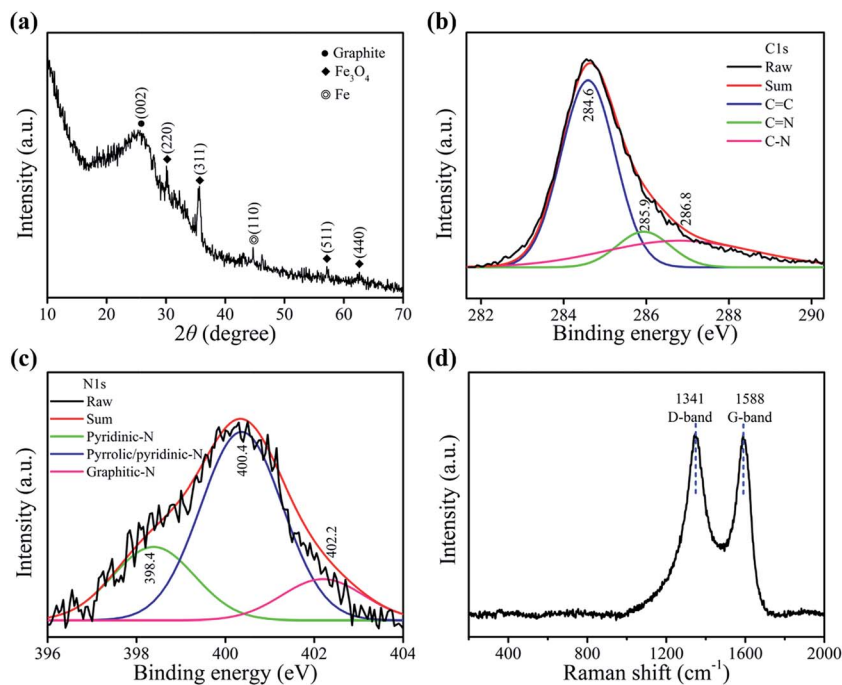 (a)
Intensity (a.u.)
● Graphite
◆ Fe₃O₄
◎ Fe
●(002)
◆(220)
◆(311)
◎(110)
◆(511)
◆(440)
10 20 30 40 50 60 70
2θ (degree)
(b)
Intensity (a.u.)
C1s
Raw
Sum
C=C
C=N
C-N
284.6
285.9
286.8
282 284 286 288 290
Binding energy (eV)
(c)
Intensity (a.u.)
N1s
Raw
Sum
Pyridinic-N
Pyrrolic/pyridinic-N
Graphitic-N
398.4
400.4
402.2
396 398 400 402 404
Binding energy (eV)
(d)
Intensity (a.u.)
1341 1588
D-band G-band
400 800 1200 1600 2000
Raman shift (cm⁻¹)